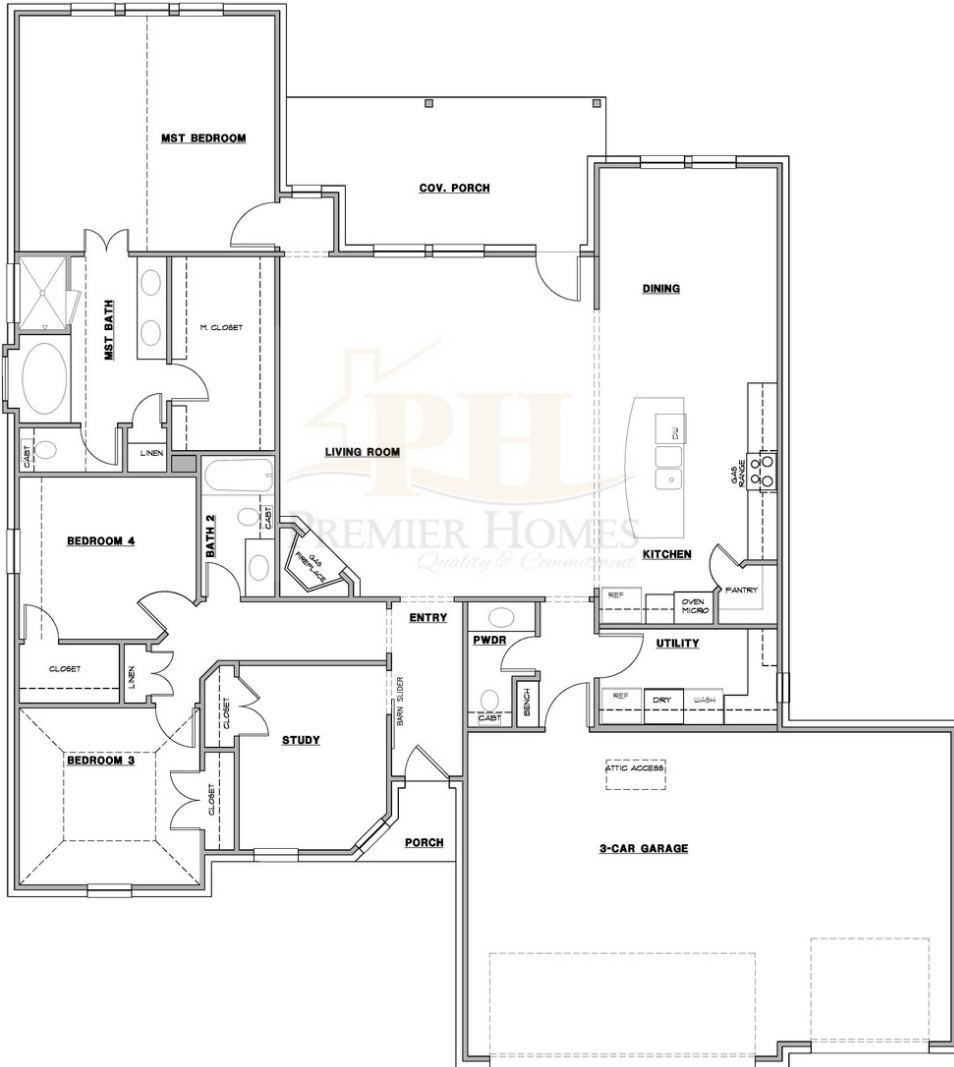 MST BEDROOM
COV. PORCH
DINING
MST BATH
M. CLOSET
LINEN
CABT
LIVING ROOM
DW
GAS
RANGE
PH
PREMIER HOMES
Quality & Commitment
BEDROOM 4
BATH 2
CABT
GAS
FIREPLACE
KITCHEN
REF
OVEN
MICRO
PANTRY
ENTRY
PWDR
UTILITY
CLOSET
LINEN
CLOSET
BARN SLIDER
CABT
BENCH
REF
DRY
WASH
STUDY
BEDROOM 3
CLOSET
ATTIC ACCESS
PORCH
3-CAR GARAGE